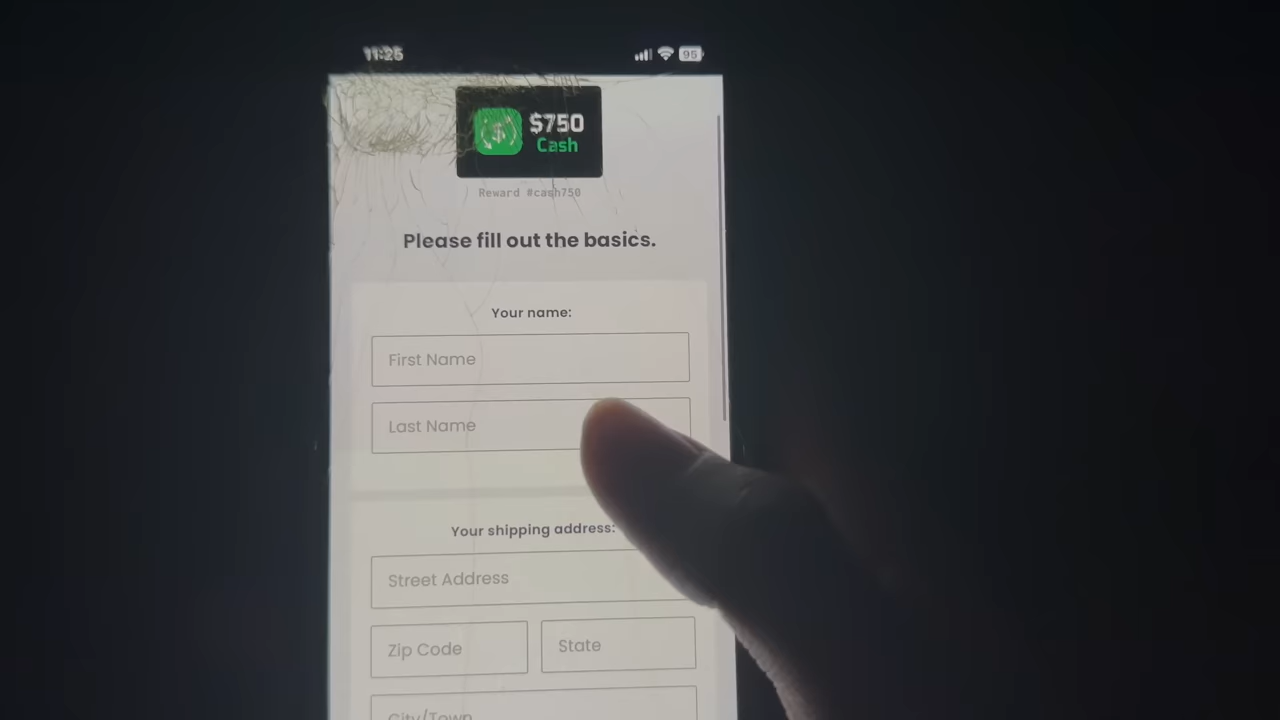 11:25
95
$750
Cash
Reward #cash750
Please fill out the basics.
Your name:
First Name
Last Name
Your shipping address:
Street Address
Zip Code
State
City/Town